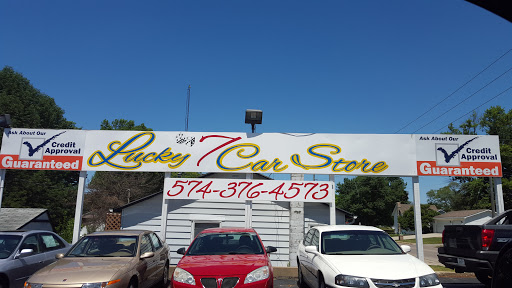 Ask About Our
Credit
Approval
Guaranteed
Lucky 7 Car Store
574-376-4573
Ask About Our
Credit
Approval
Guaranteed